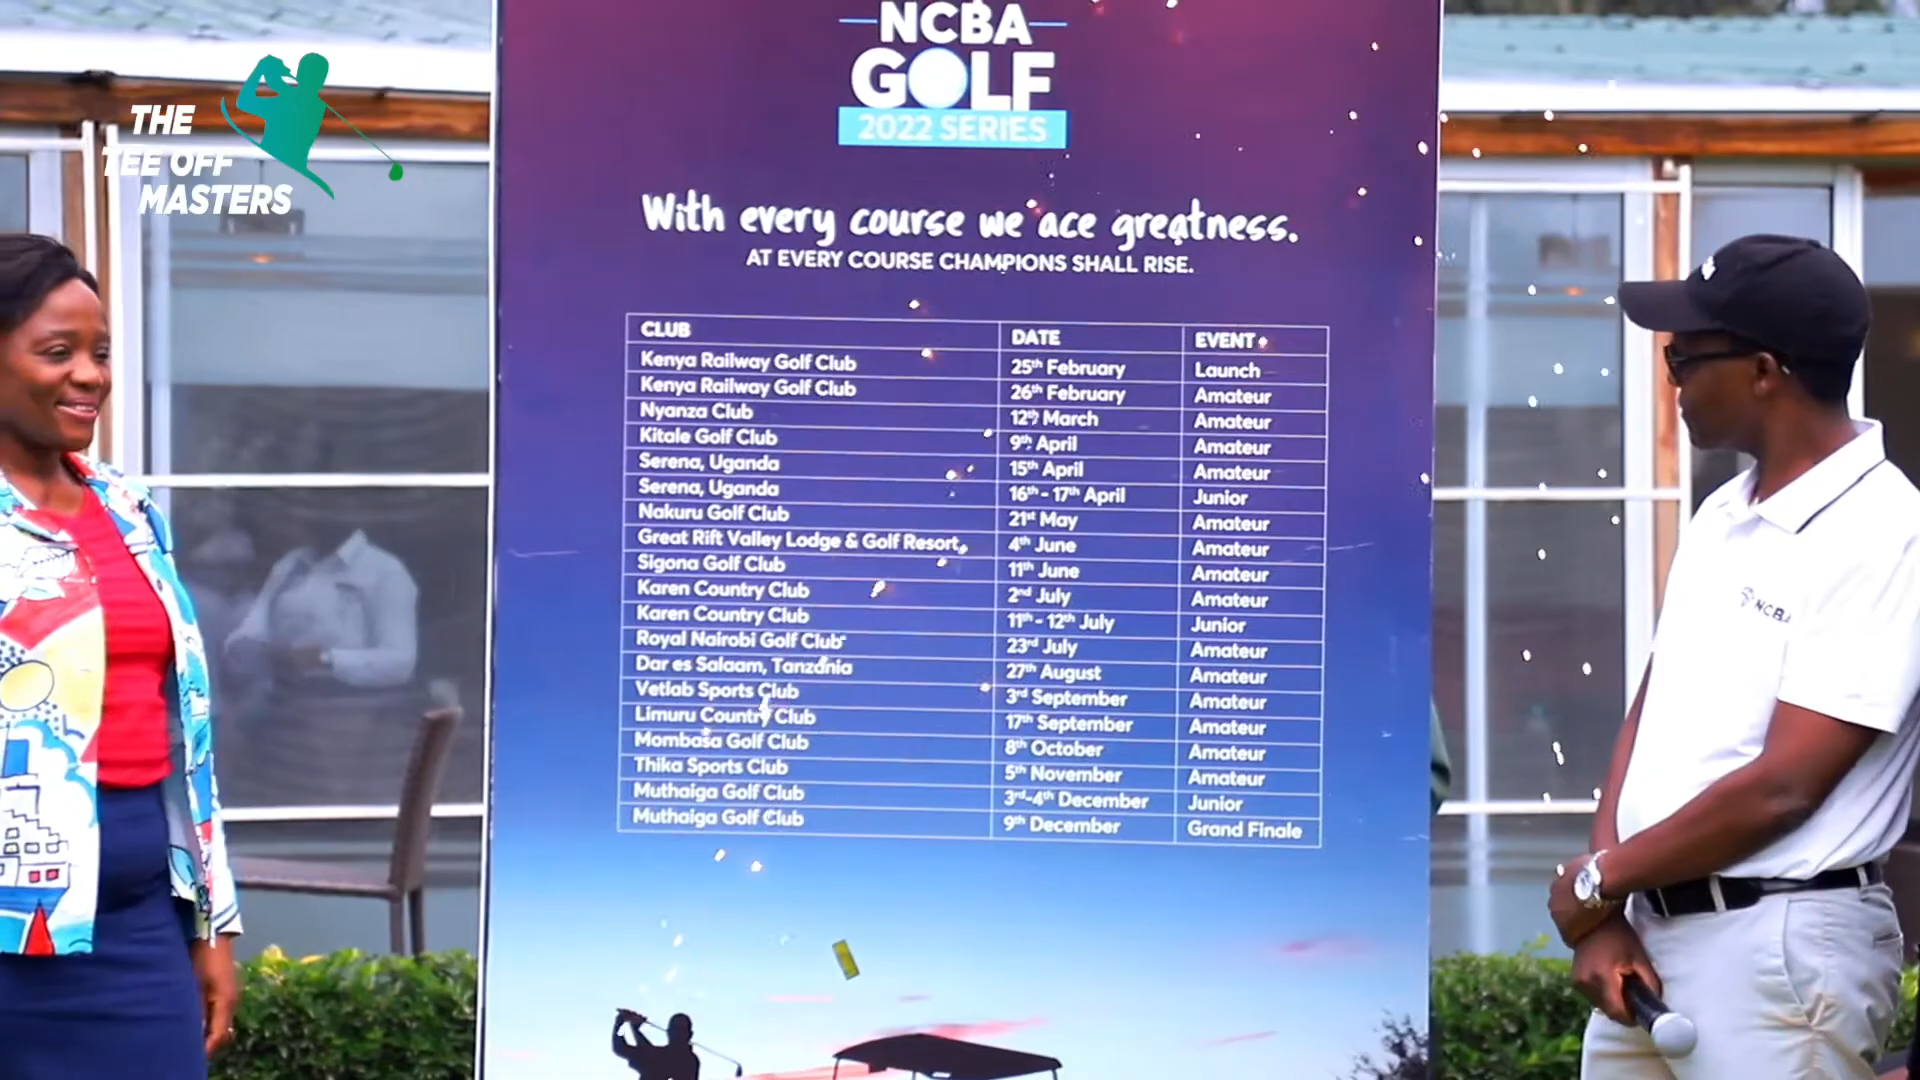 THE
TEE OFF
MASTERS
NCBA
GOLF
2022 SERIES
With every course we ace greatness.
AT EVERY COURSE CHAMPIONS SHALL RISE.
CLUB DATE EVENT
Kenya Railway Golf Club 25th February Launch
Kenya Railway Golf Club 26th February Amateur
Nyanza Club 12th March Amateur
Kitale Golf Club 9th April Amateur
Serena, Uganda 15th April Amateur
Serena, Uganda 16th - 17th April Junior
Nakuru Golf Club 21st May Amateur
Great Rift Valley Lodge & Golf Resort, 4th June Amateur
Sigona Golf Club 11th June Amateur
Karen Country Club 2nd July Amateur
Karen Country Club 11th - 12th July Junior
Royal Nairobi Golf Club 23rd July Amateur
Dar es Salaam, Tanzania 27th August Amateur
Vetlab Sports Club 3rd September Amateur
Limuru Country Club 17th September Amateur
Mombasa Golf Club 8th October Amateur
Thika Sports Club 5th November Amateur
Muthaiga Golf Club 3rd-4th December Junior
Muthaiga Golf Club 9th December Grand Finale
NCBA